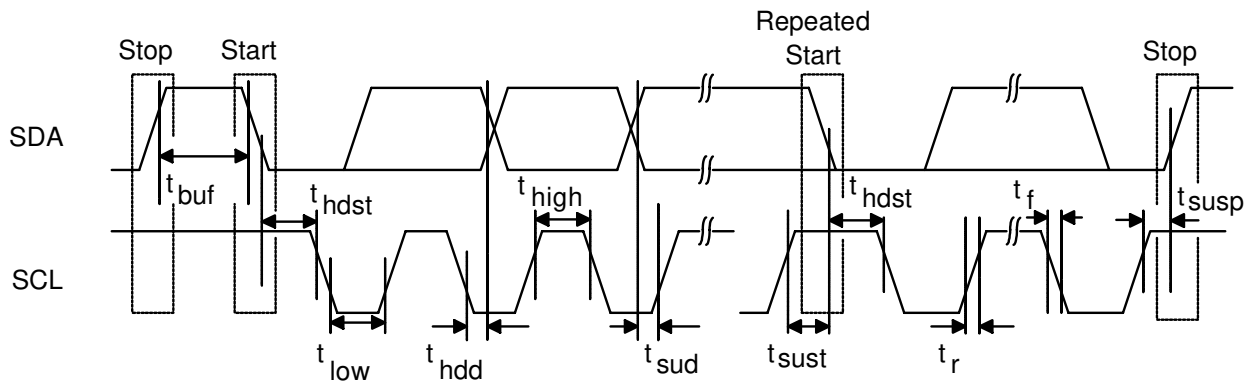 Repeated
Stop Start Start Stop
SDA
t buf t hdst t high t hdst t f t susp
SCL
t low t hdd t sud t sust t r